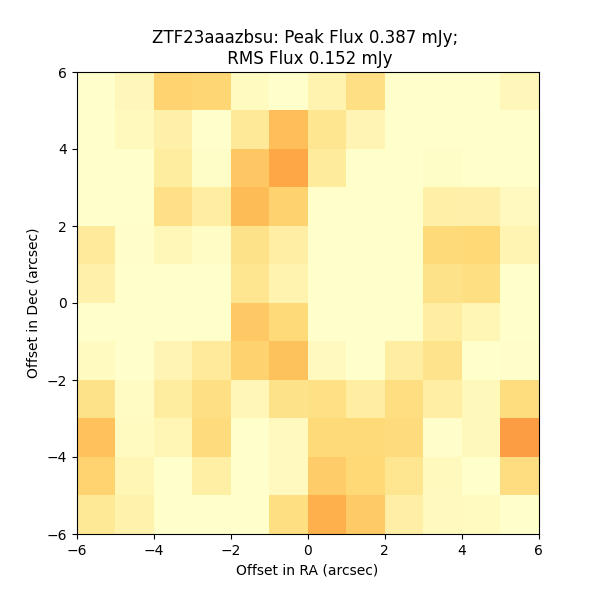 ZTF23aaazbsu: Peak Flux 0.387 mJy;
RMS Flux 0.152 mJy
6
4
2
0
−2
−4
−6
Offset in Dec (arcsec)
−6 −4 −2 0 2 4 6
Offset in RA (arcsec)